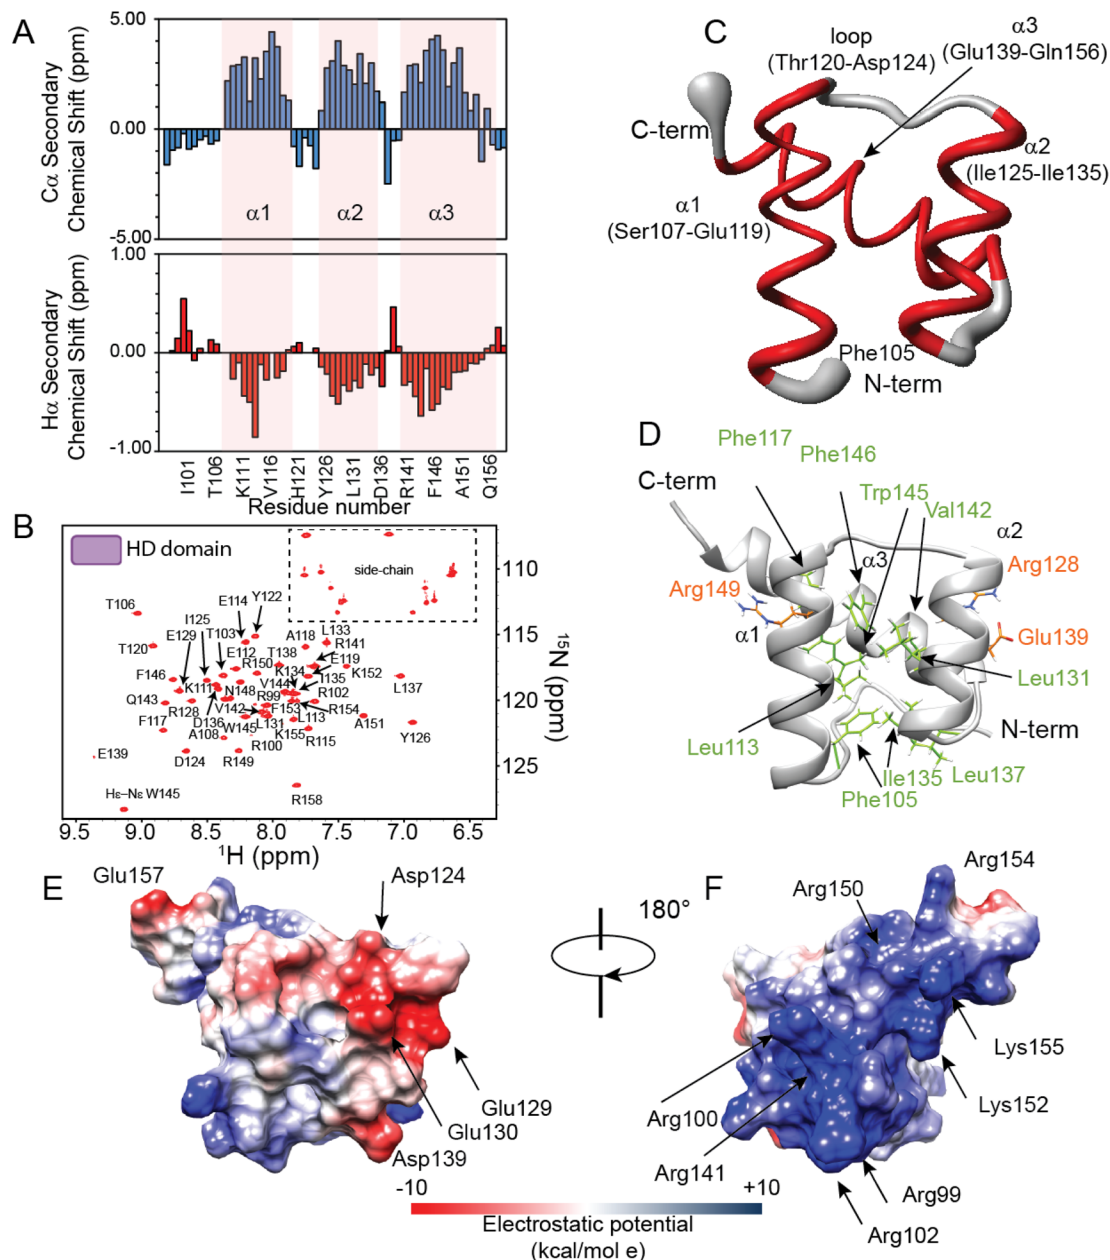 A
Cα Secondary
Chemical Shift (ppm)
5.00
0.00
-5.00
α1
α2
α3
Hα Secondary
Chemical Shift (ppm)
1.00
0.00
-1.00
I101
T106
K111
V116
H121
Y126
L131
D136
R141
F146
A151
Q156
Residue number
B
HD domain
side-chain
T106
E114
Y122
I125
T103
E129
E112
T120
R150
T138
A118
L133
R141
E119
K134
K152
F146
K111
N148
V144
I135
L137
Q143
R128
V142
R99
F153
R102
R154
F117
D136
W145
L131
L113
A151
A108
K155
Y126
E139
D124
R149
R100
R115
Hε–Nε W145
R158
110
115
120
125
¹⁵N (ppm)
9.5
9.0
8.5
8.0
7.5
7.0
6.5
¹H (ppm)
C
loop
(Thr120-Asp124)
α3
(Glu139-Gln156)
C-term
α2
(Ile125-Ile135)
α1
(Ser107-Glu119)
Phe105
N-term
D
Phe117
Phe146
C-term
Trp145
Val142
α2
α3
Arg149
Arg128
α1
Glu139
Leu131
Leu113
N-term
Ile135
Leu137
Phe105
E
Glu157
Asp124
Glu129
Glu130
Asp139
180°
F
Arg154
Arg150
Lys155
Lys152
Arg100
Arg141
Arg99
Arg102
-10
+10
Electrostatic potential
(kcal/mol e)